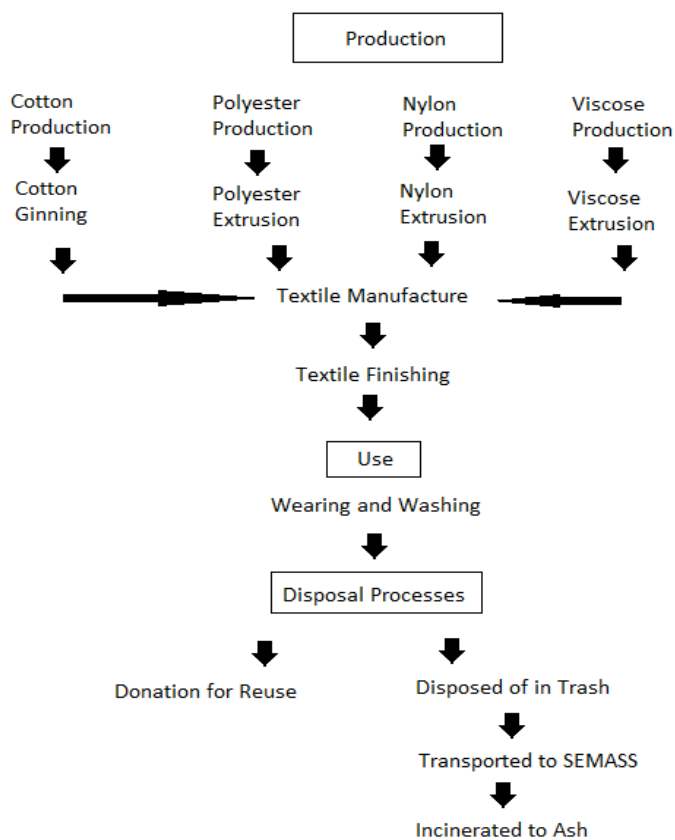 Production
Cotton
Production
Polyester
Production
Nylon
Production
Viscose
Production
Cotton
Ginning
Polyester
Extrusion
Nylon
Extrusion
Viscose
Extrusion
Textile Manufacture
Textile Finishing
Use
Wearing and Washing
Disposal Processes
Donation for Reuse
Disposed of in Trash
Transported to SEMASS
Incinerated to Ash